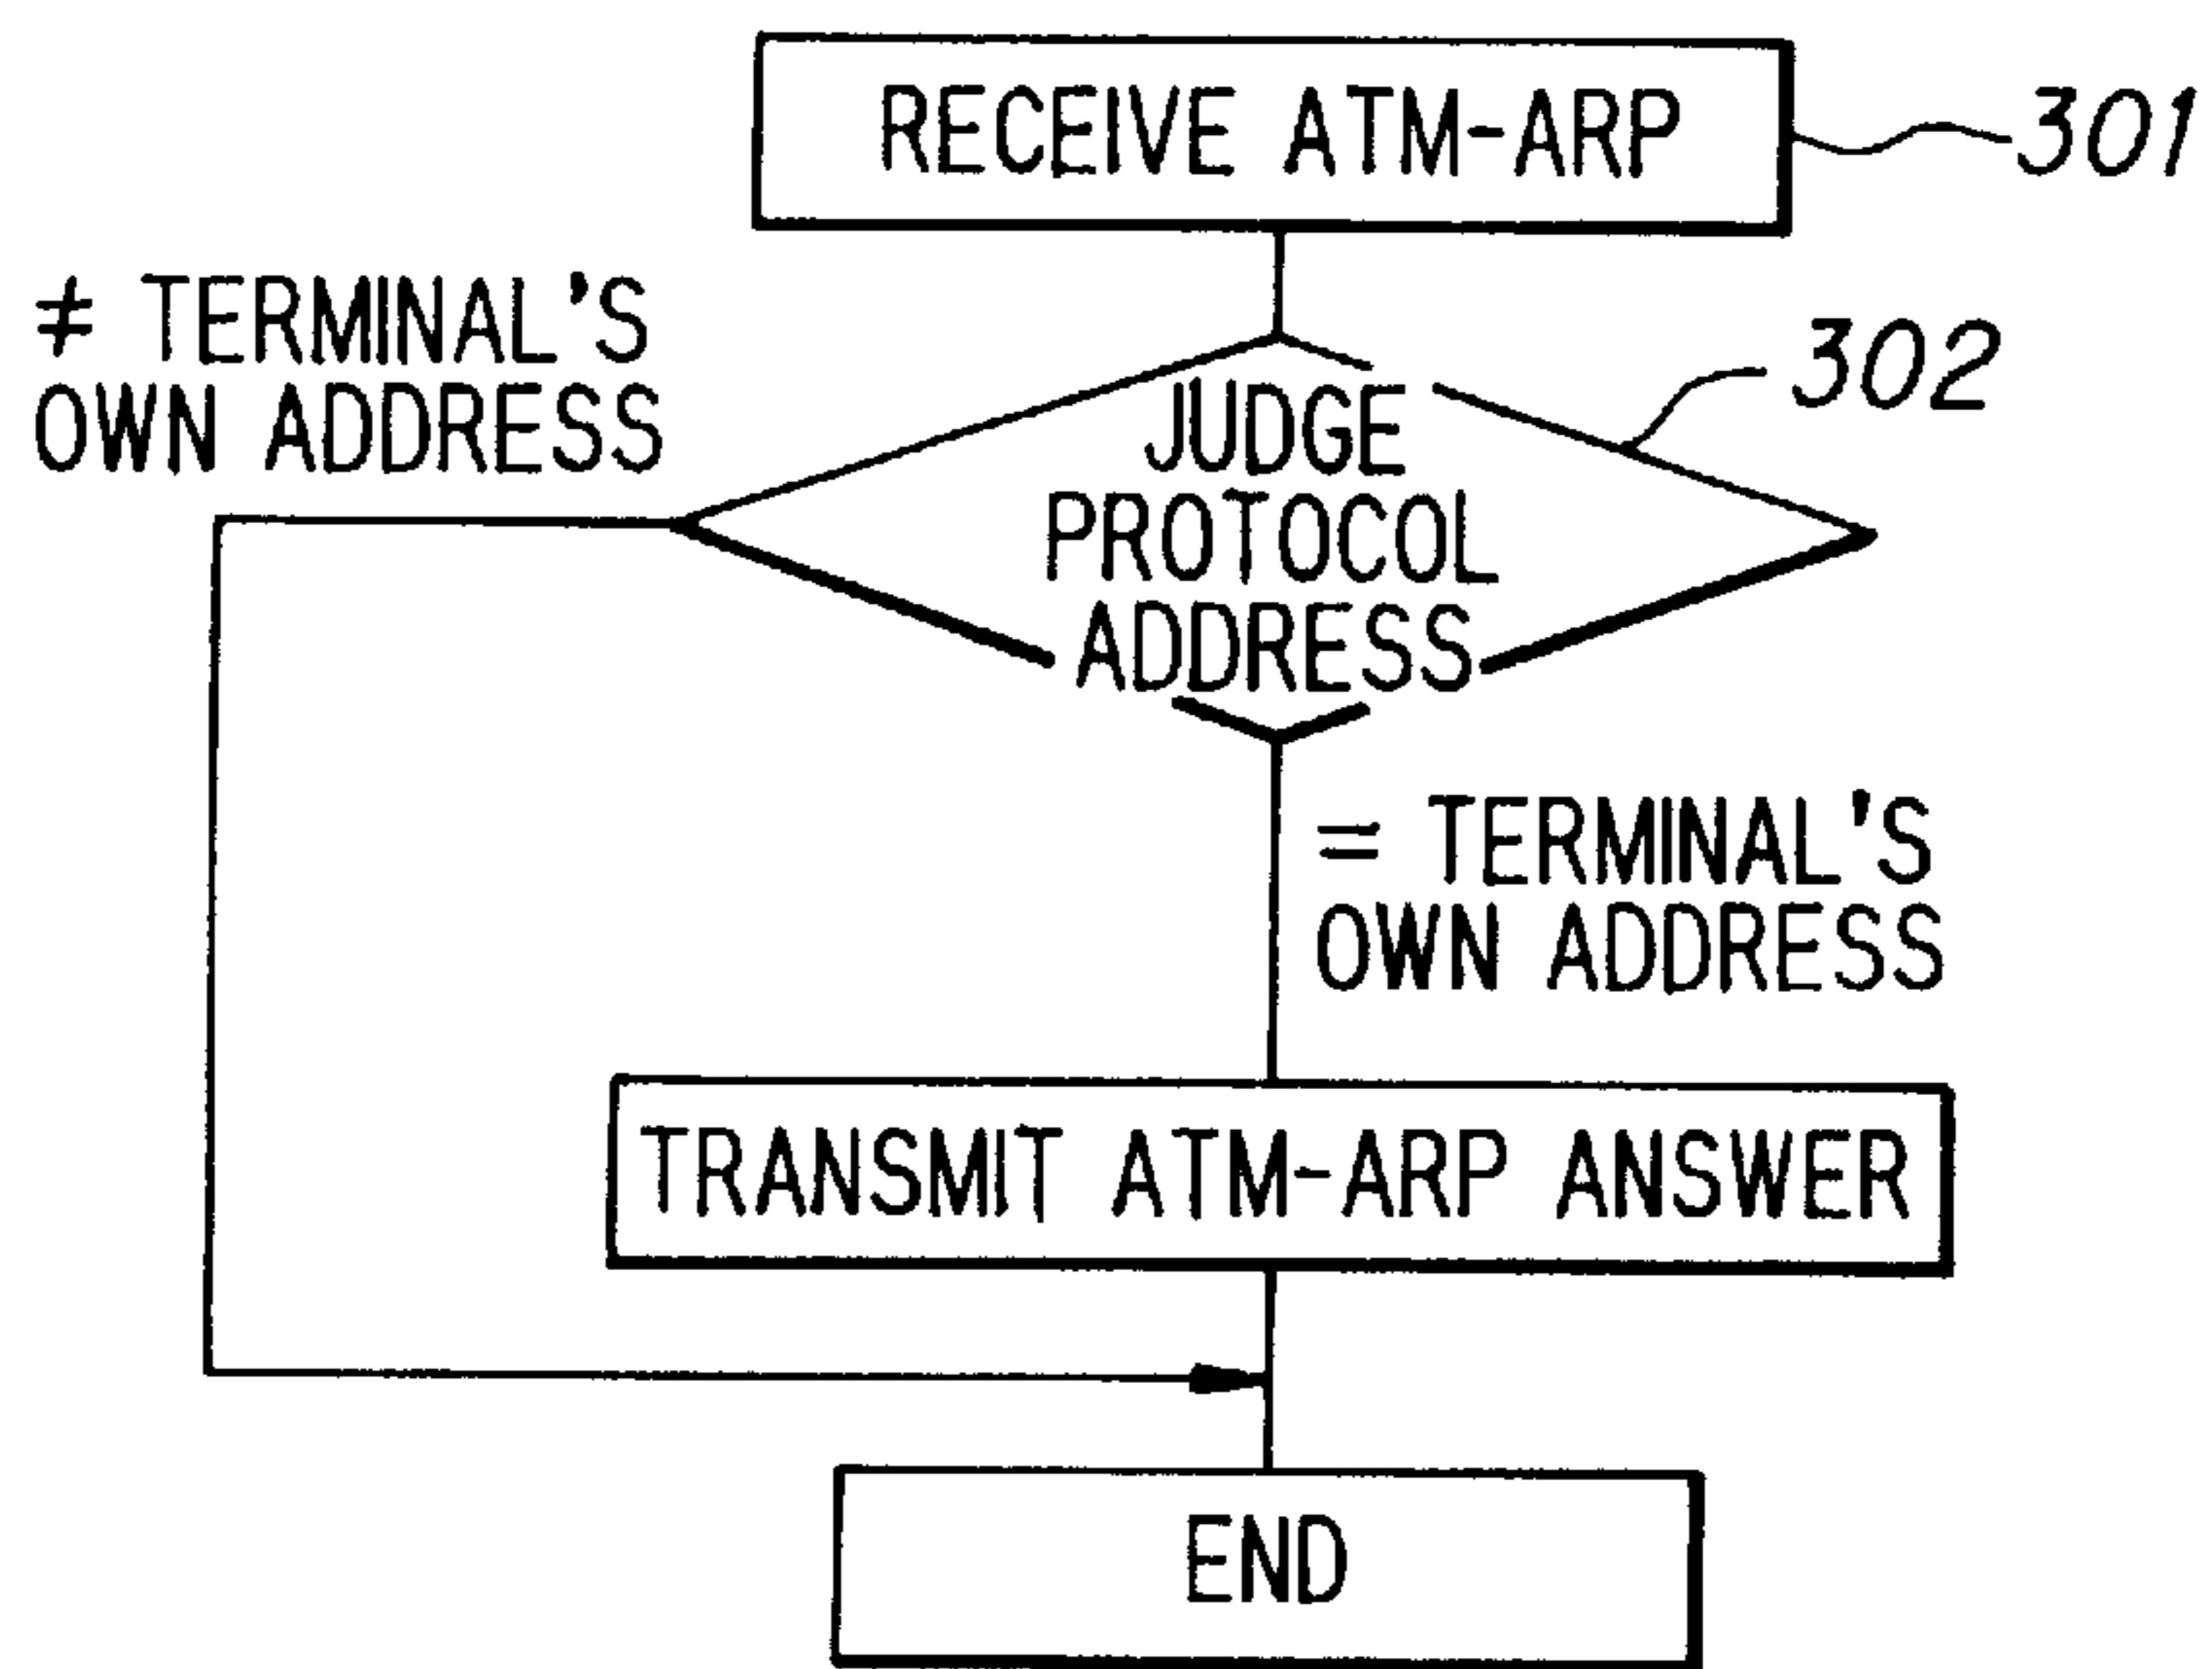 RECEIVE ATM-ARP
301
≠ TERMINAL'S
OWN ADDRESS
302
JUDGE
PROTOCOL
ADDRESS
= TERMINAL'S
OWN ADDRESS
TRANSMIT ATM-ARP ANSWER
END